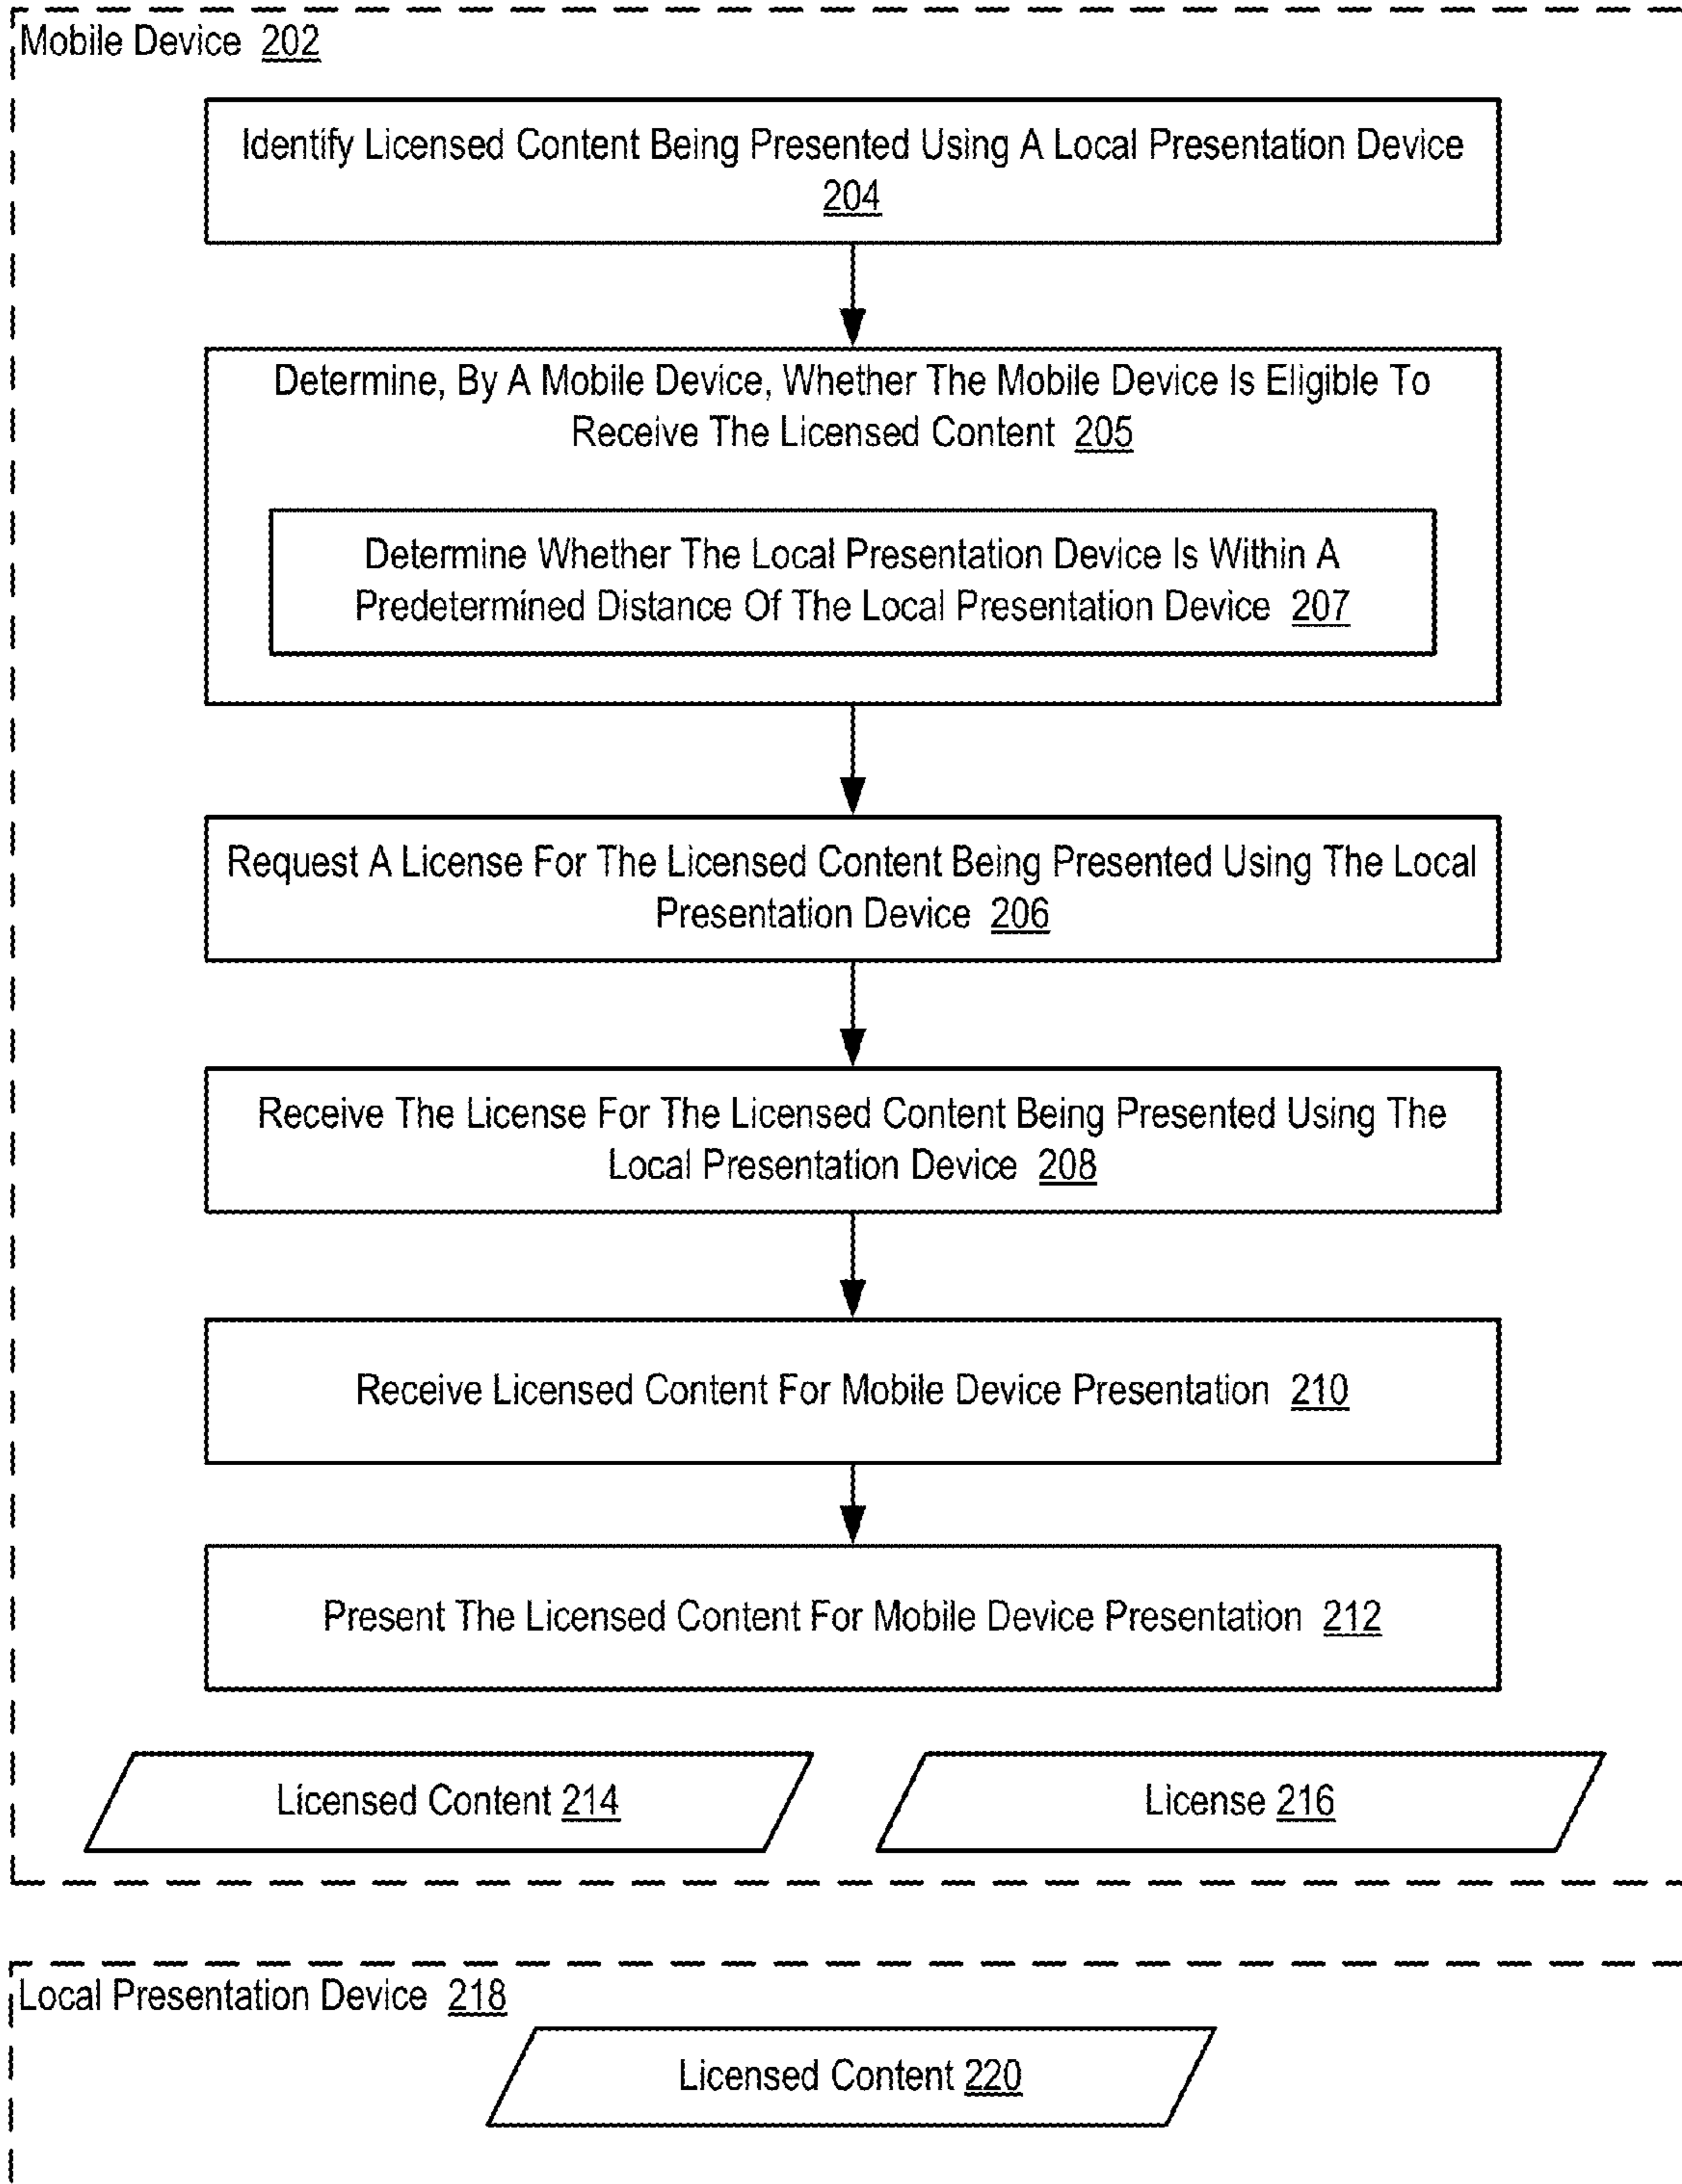 Mobile Device 202
Identify Licensed Content Being Presented Using A Local Presentation Device
204
Determine, By A Mobile Device, Whether The Mobile Device Is Eligible To
Receive The Licensed Content 205
Determine Whether The Local Presentation Device Is Within A
Predetermined Distance Of The Local Presentation Device 207
Request A License For The Licensed Content Being Presented Using The Local
Presentation Device 206
Receive The License For The Licensed Content Being Presented Using The
Local Presentation Device 208
Receive Licensed Content For Mobile Device Presentation 210
Present The Licensed Content For Mobile Device Presentation 212
Licensed Content 214
License 216
Local Presentation Device 218
Licensed Content 220